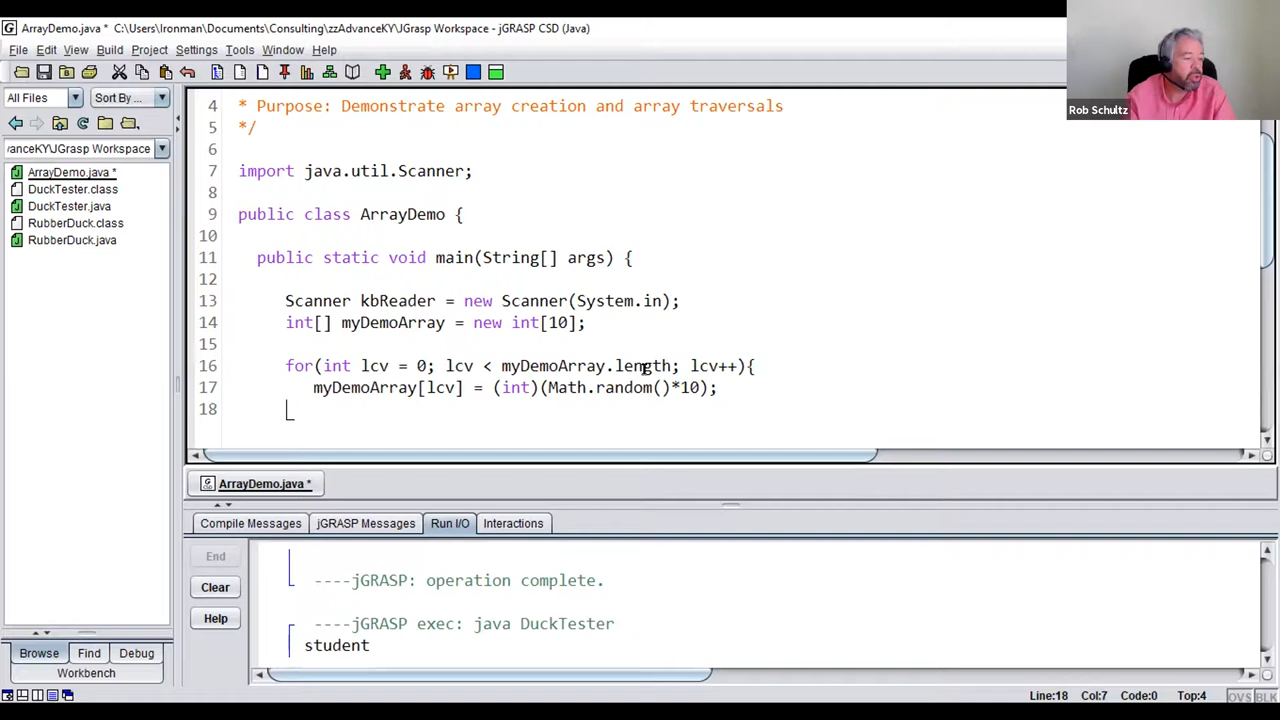 ArrayDemo.java * C:\Users\Ironman\Documents\Consulting\zzAdvanceKY\JGrasp Workspace - jGRASP CSD (Java)
File Edit View Build Project Settings Tools Window Help
All Files Sort By ...
vanceKY\JGrasp Workspace
ArrayDemo.java *
DuckTester.class
DuckTester.java
RubberDuck.class
RubberDuck.java
Browse Find Debug
Workbench
4 * Purpose: Demonstrate array creation and array traversals
5 */
6
7 import java.util.Scanner;
8
9 public class ArrayDemo {
10
11 public static void main(String[] args) {
12
13 Scanner kbReader = new Scanner(System.in);
14 int[] myDemoArray = new int[10];
15
16 for(int lcv = 0; lcv < myDemoArray.length; lcv++){
17 myDemoArray[lcv] = (int)(Math.random()*10);
18
ArrayDemo.java *
Compile Messages jGRASP Messages Run I/O Interactions
End
Clear
Help
----jGRASP: operation complete.
----jGRASP exec: java DuckTester
student
Line:18 Col:7 Code:0 Top:4 OVS BLK
Rob Schultz